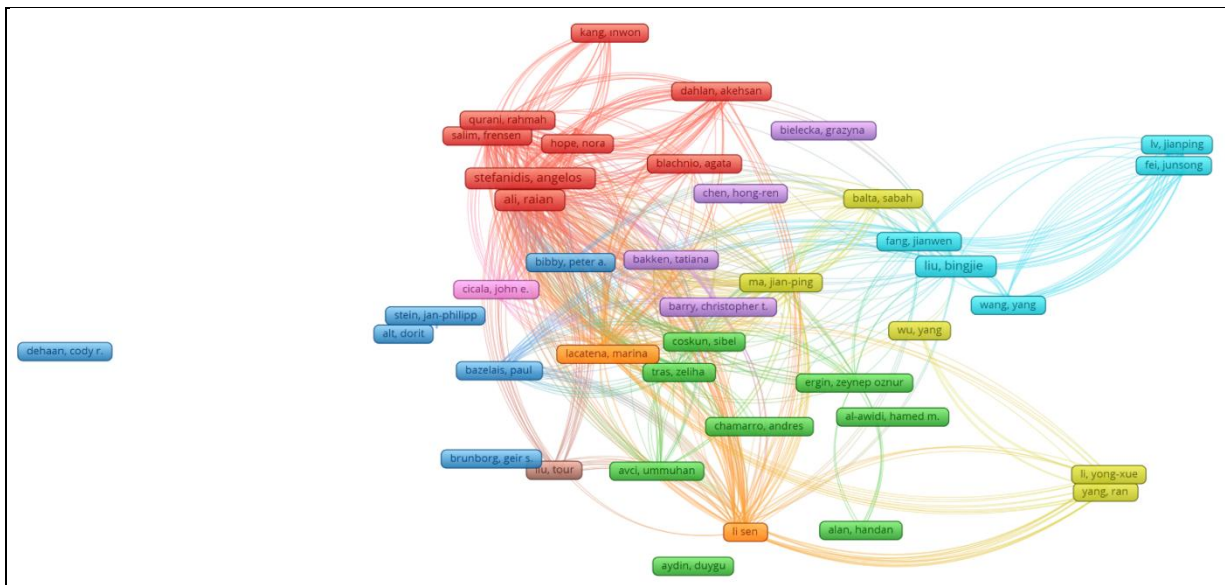 kang, inwon
dahlan, akehsan
qurani, rahmah
bielecka, grazyna
salim, frensen
hope, nora
lv, jianping
blachnio, agata
fei, junsong
stefanidis, angelos
chen, hong-ren
ali, raian
balta, sabah
fang, jianwen
bibby, peter a.
bakken, tatiana
liu, bingjie
ma, jian-ping
cicala, john e.
barry, christopher t.
wang, yang
stein, jan-philipp
alt, dorit
wu, yang
coskun, sibel
dehaan, cody r.
lacatena, marina
bazelais, paul
tras, zeliha
ergin, zeynep oznur
al-awidi, hamed m.
chamarro, andres
brunborg, geir s.
liu, tour
avci, ummuhan
li, yong-xue
yang, ran
li sen
alan, handan
aydin, duygu